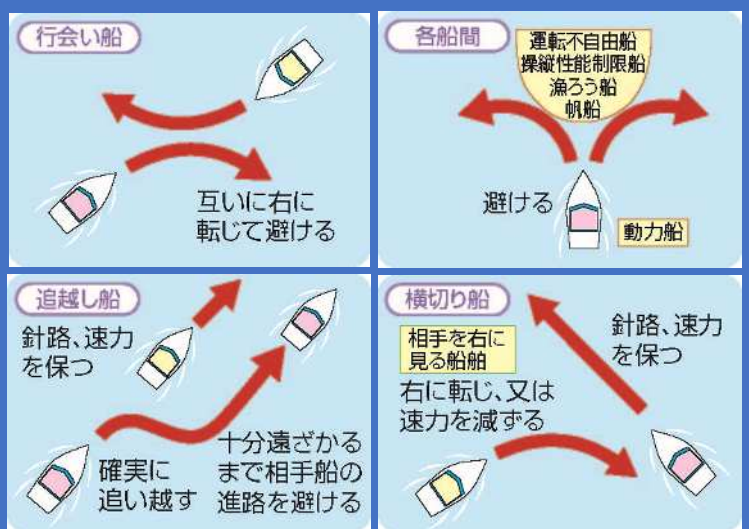 行会い船
互いに右に
転じて避ける
各船間
運転不自由船
操縦性能制限船
漁ろう船
帆船
避ける
動力船
追越し船
針路、速力
を保つ
確実に
追い越す
十分遠ざかる
まで相手船の
進路を避ける
横切り船
相手を右に
見る船舶
右に転じ、又は
速力を減ずる
針路、速力
を保つ